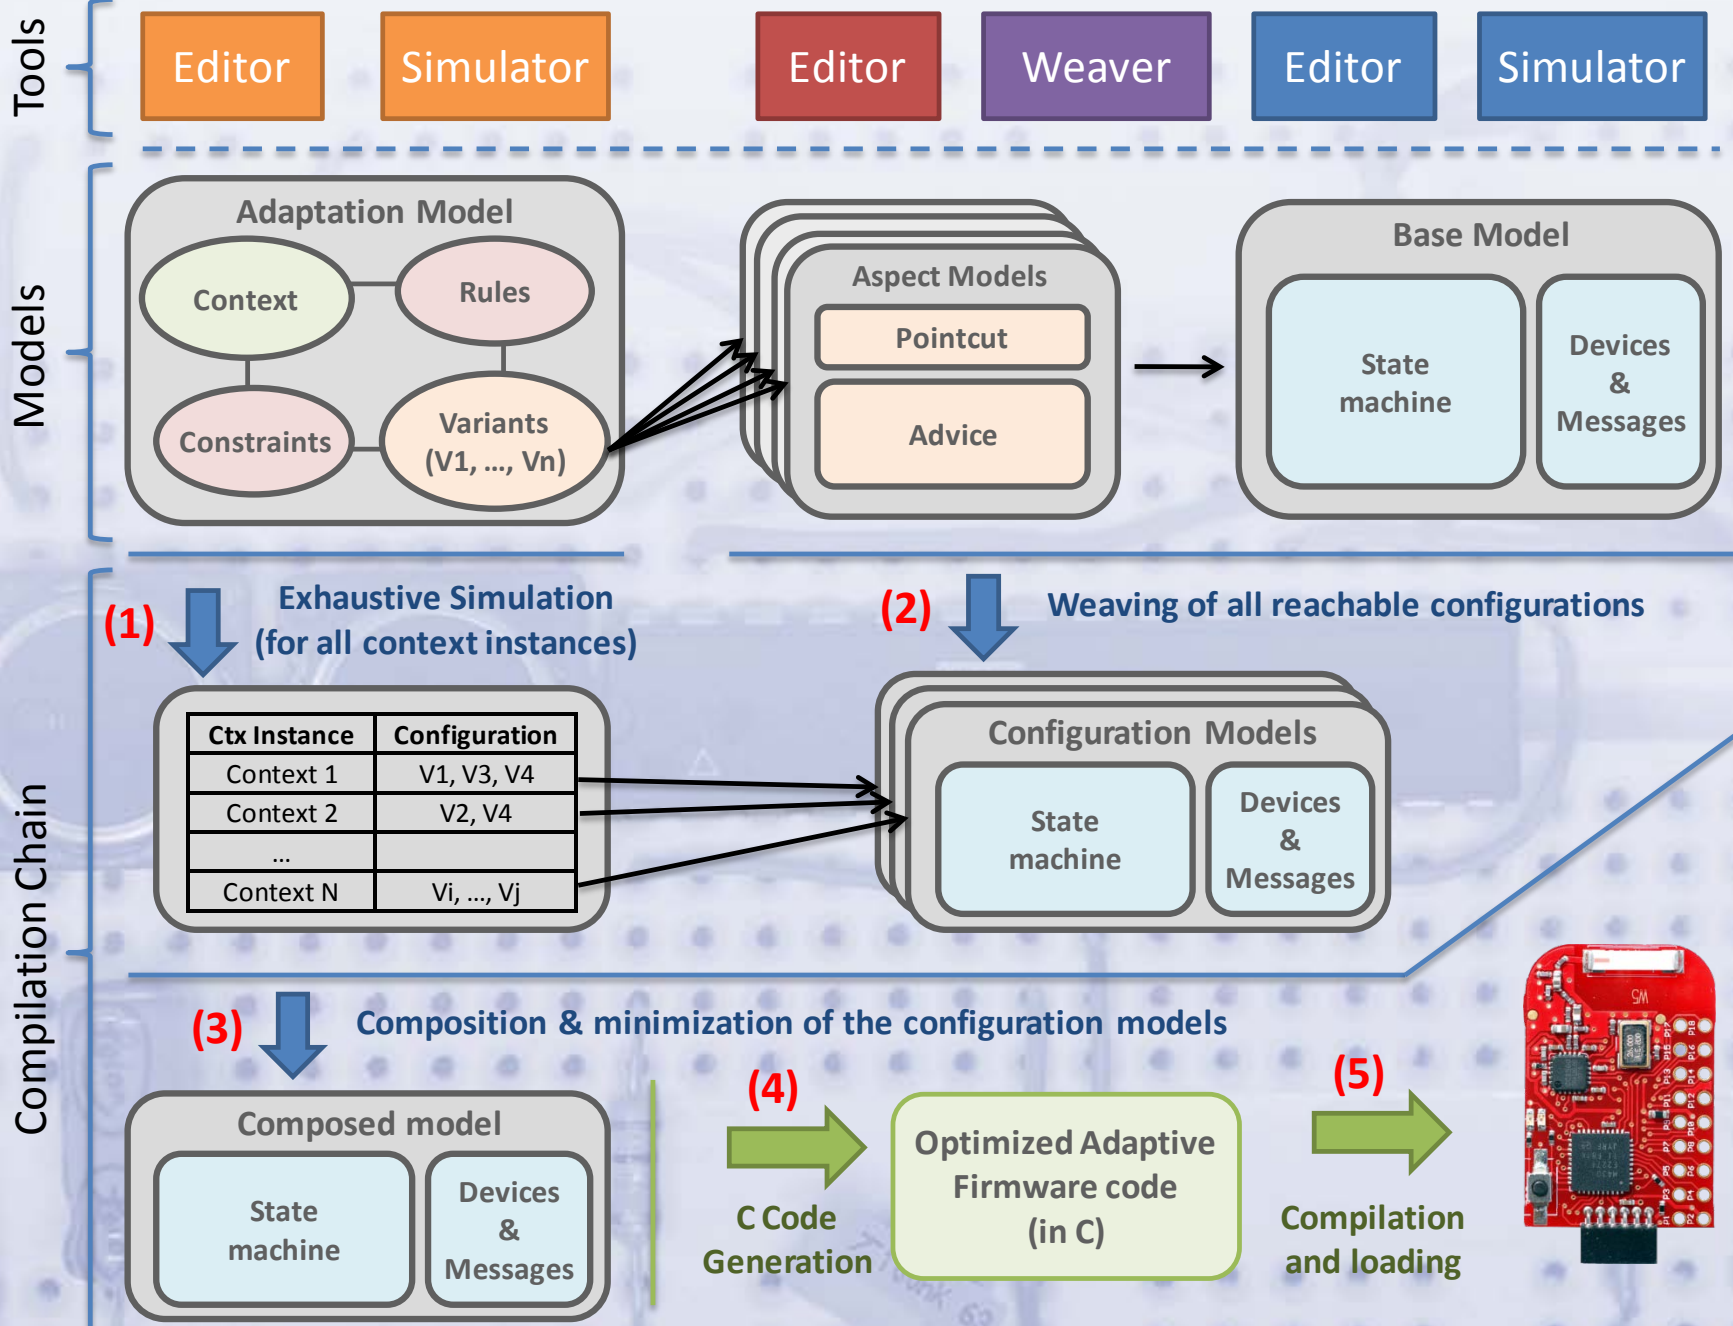 Tools
Editor
Simulator
Editor
Weaver
Editor
Simulator
Models
Adaptation Model
Context
Rules
Constraints
Variants
(V1, ..., Vn)
Aspect Models
Pointcut
Advice
Base Model
State
machine
Devices
&
Messages
Compilation Chain
(1)
Exhaustive Simulation
(for all context instances)
(2)
Weaving of all reachable configurations
Ctx Instance Configuration
Context 1 V1, V3, V4
Context 2 V2, V4
...
Context N Vi, ..., Vj
Configuration Models
State
machine
Devices
&
Messages
(3)
Composition & minimization of the configuration models
Composed model
State
machine
Devices
&
Messages
(4)
C Code
Generation
Optimized Adaptive
Firmware code
(in C)
(5)
Compilation
and loading